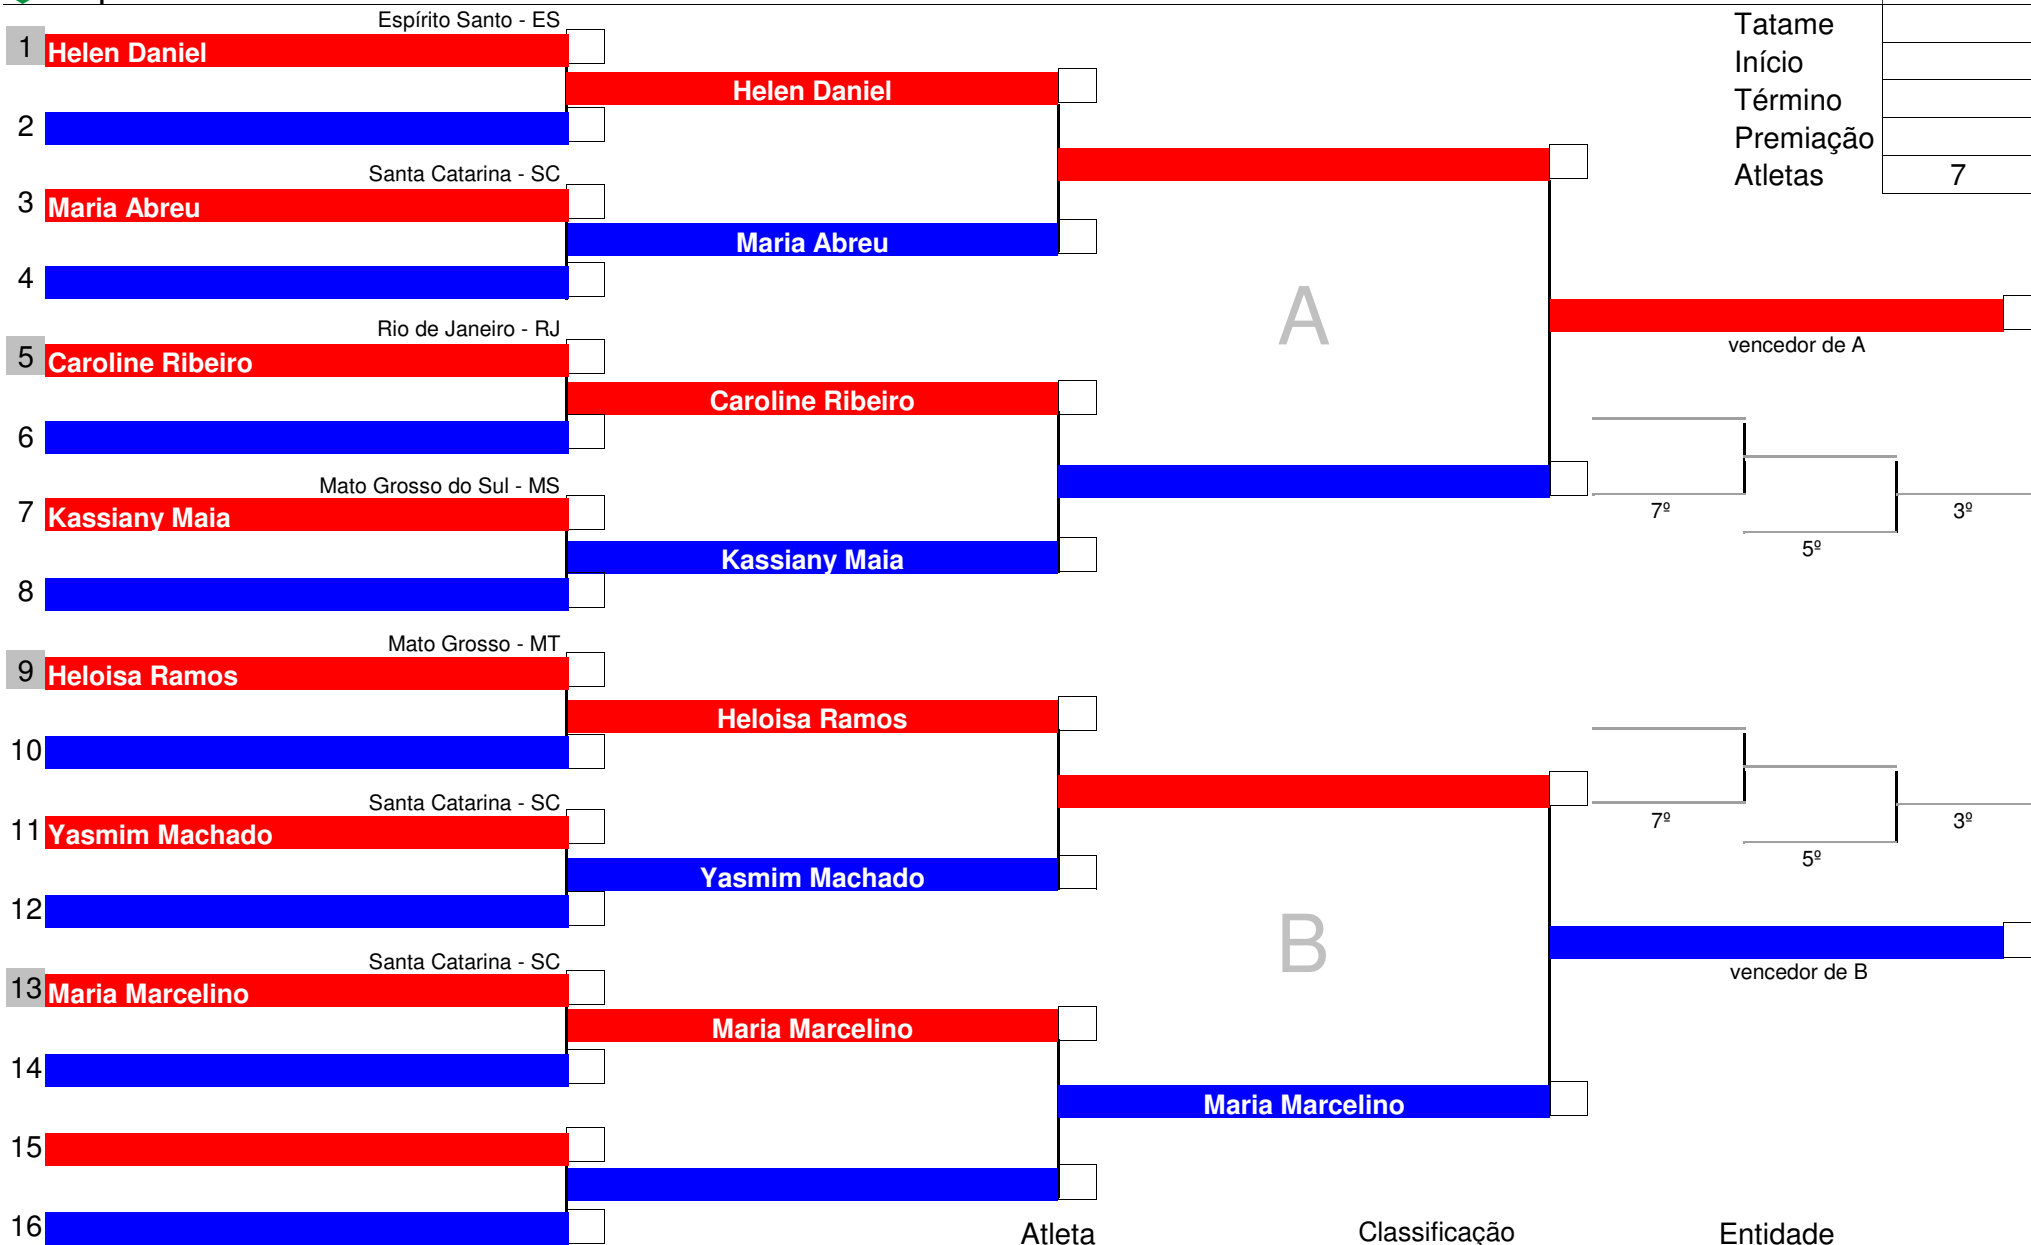 Espírito Santo - ES
1 Helen Daniel
Helen Daniel
2
Santa Catarina - SC
3 Maria Abreu
Maria Abreu
4
Rio de Janeiro - RJ
5 Caroline Ribeiro
Caroline Ribeiro
6
Mato Grosso do Sul - MS
7 Kassiany Maia
Kassiany Maia
8
Mato Grosso - MT
9 Heloisa Ramos
Heloisa Ramos
10
Santa Catarina - SC
11 Yasmim Machado
Yasmim Machado
12
Santa Catarina - SC
13 Maria Marcelino
Maria Marcelino
14
Maria Marcelino
15
16
A
B
Tatame
Início
Término
Premiação
Atletas 7
vencedor de A
7º
3º
5º
7º
3º
5º
vencedor de B
Atleta Classificação Entidade